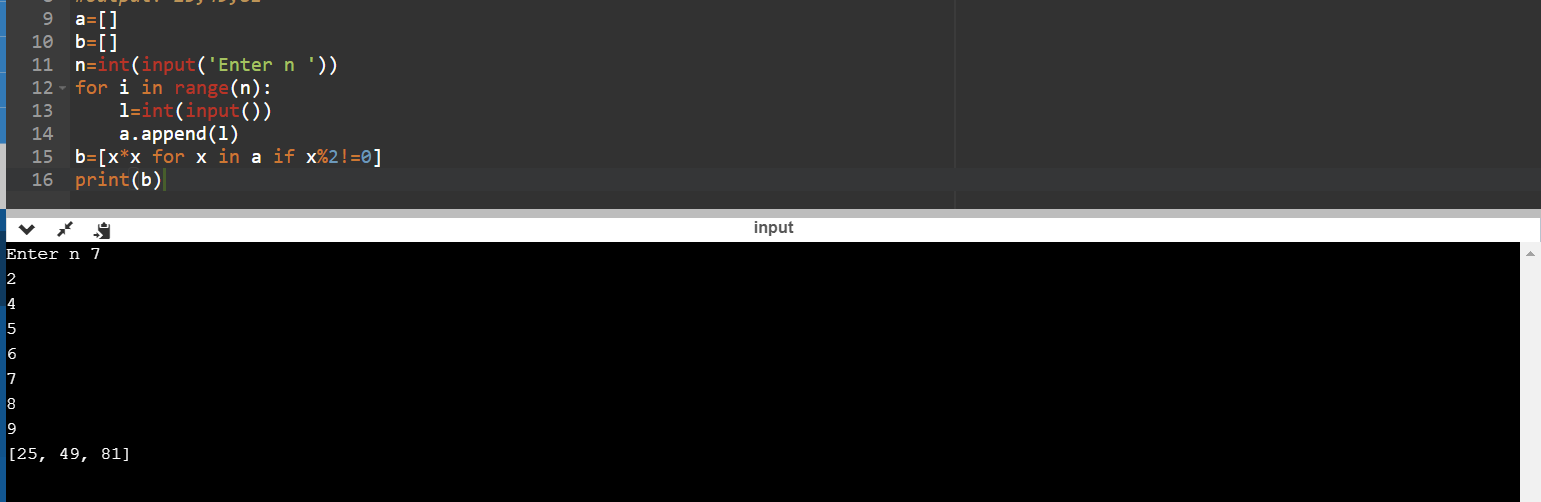 9 a=[]
10 b=[]
11 n=int(input('Enter n '))
12 for i in range(n):
13     l=int(input())
14     a.append(l)
15 b=[x*x for x in a if x%2!=0]
16 print(b)
input
Enter n 7
2
4
5
6
7
8
9
[25, 49, 81]